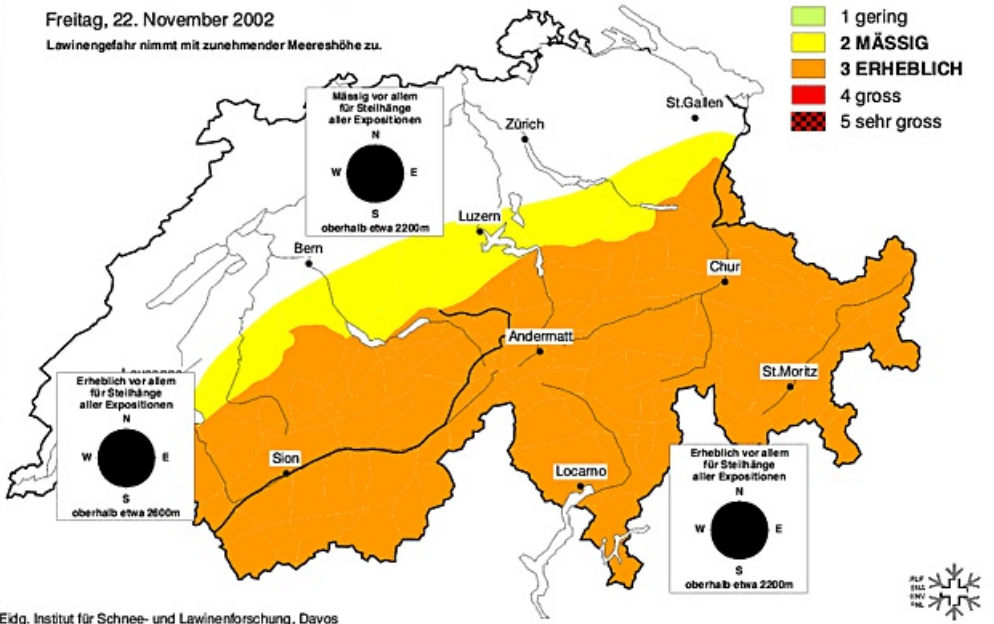 Freitag, 22. November 2002
Lawinengefahr nimmt mit zunehmender Meereshöhe zu.
1 gering
2 MÄSSIG
3 ERHEBLICH
4 gross
5 sehr gross
Mässig vor allem
für Steilhänge
aller Expositionen
N
W E
S
oberhalb etwa 2200m
St.Gallen
Zürich
Luzern
Bern
Chur
Andermatt
St.Moritz
Erheblich vor allem
für Steilhänge
aller Expositionen
N
W E
S
oberhalb etwa 2600m
Sion
Locarno
Erheblich vor allem
für Steilhänge
aller Expositionen
N
W E
S
oberhalb etwa 2200m
SLF
Eidg. Institut für Schnee- und Lawinenforschung, Davos